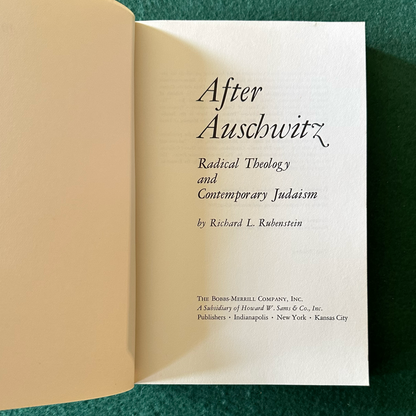 After
Auschwitz
Radical Theology
and
Contemporary Judaism
by Richard L. Rubenstein
THE BOBBS-MERRILL COMPANY, INC.
A Subsidiary of Howard W. Sams & Co., Inc.
Publishers · Indianapolis · New York · Kansas City